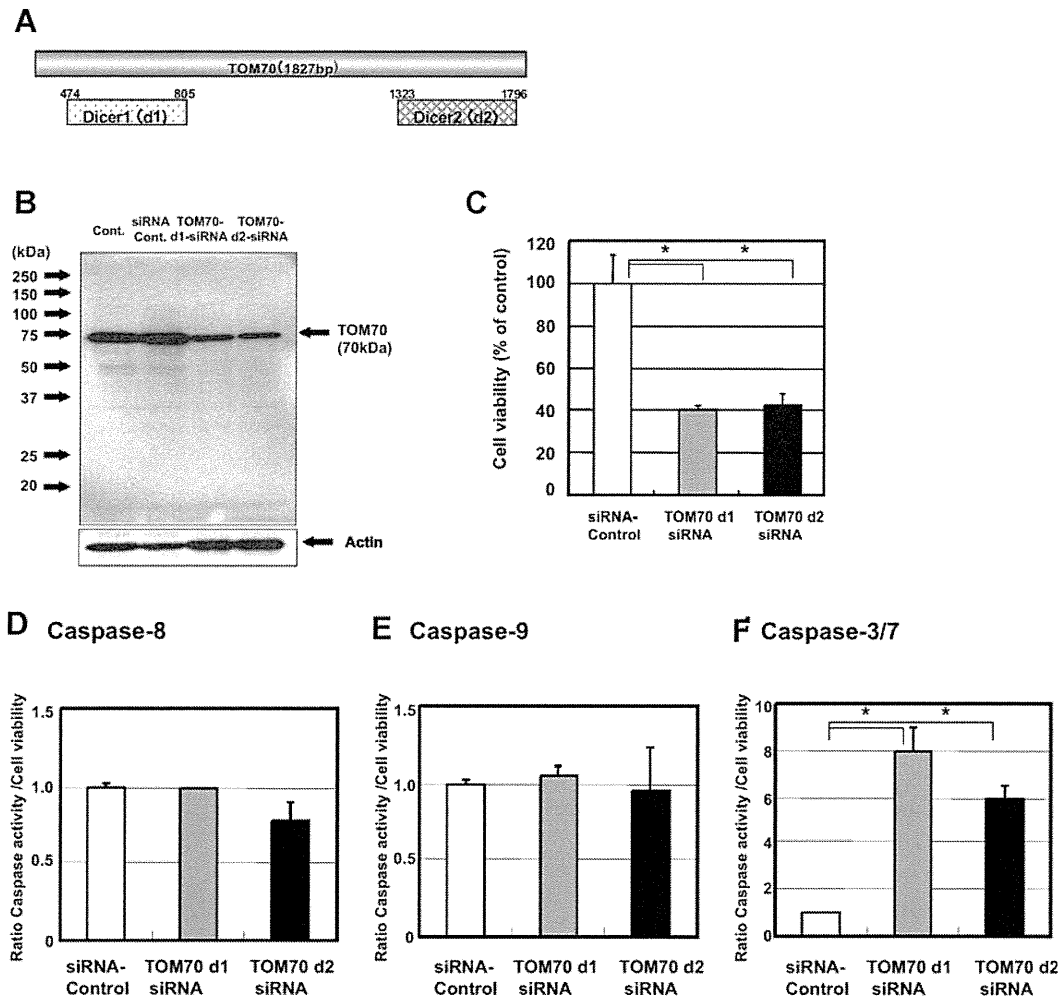 A
TOM70(1827bp)
474 805 1323 1796
Dicer1 (d1) Dicer2 (d2)
B
Cont. siRNA Cont. TOM70-d1-siRNA TOM70-d2-siRNA
(kDa)
250
150
100
75
50
37
25
20
TOM70
(70kDa)
Actin
C
Cell viability (% of control)
120
100
80
60
40
20
0
* *
siRNA-Control TOM70 d1 siRNA TOM70 d2 siRNA
D Caspase-8
Ratio Caspase activity /Cell viability
1.5
1.0
0.5
0
siRNA-Control TOM70 d1 siRNA TOM70 d2 siRNA
E Caspase-9
Ratio Caspase activity /Cell viability
1.5
1.0
0.5
0
siRNA-Control TOM70 d1 siRNA TOM70 d2 siRNA
F Caspase-3/7
Ratio Caspase activity /Cell viability
10
8
6
4
2
0
* *
siRNA-Control TOM70 d1 siRNA TOM70 d2 siRNA